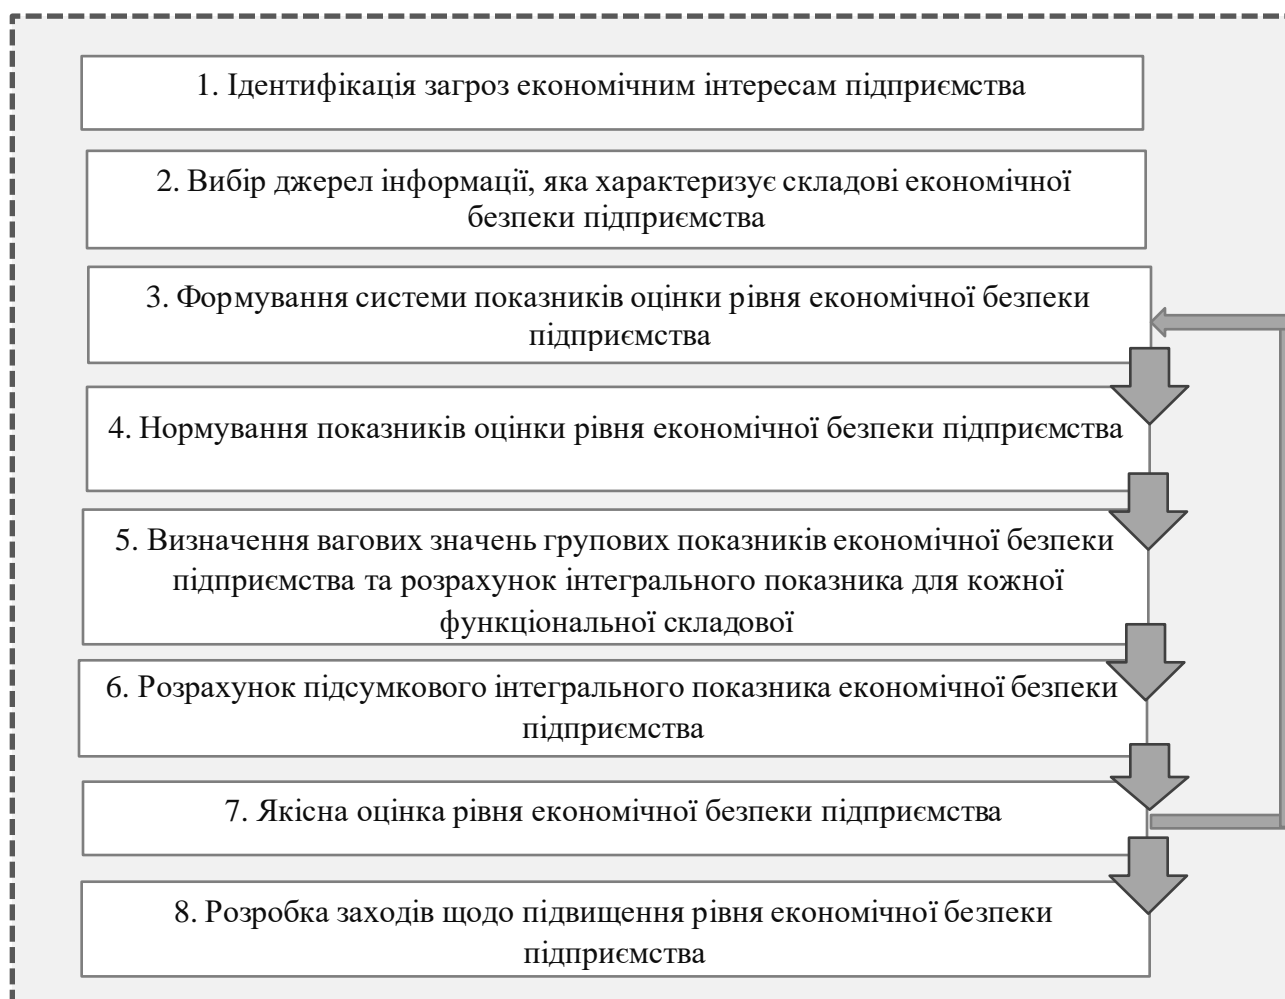 1. Ідентифікація загроз економічним інтересам підприємства
2. Вибір джерел інформації, яка характеризує складові економічної
безпеки підприємства
3. Формування системи показників оцінки рівня економічної безпеки
підприємства
4. Нормування показників оцінки рівня економічної безпеки підприємства
5. Визначення вагових значень групових показників економічної безпеки
підприємства та розрахунок інтегрального показника для кожної
функціональної складової
6. Розрахунок підсумкового інтегрального показника економічної безпеки
підприємства
7. Якісна оцінка рівня економічної безпеки підприємства
8. Розробка заходів щодо підвищення рівня економічної безпеки
підприємства